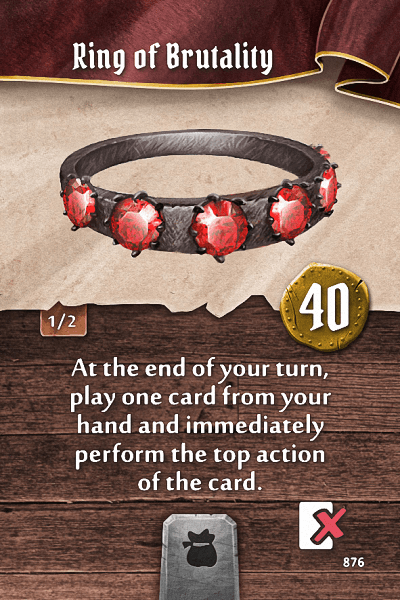 Ring of Brutality
1/2
40
At the end of your turn,
play one card from your
hand and immediately
perform the top action
of the card.
876